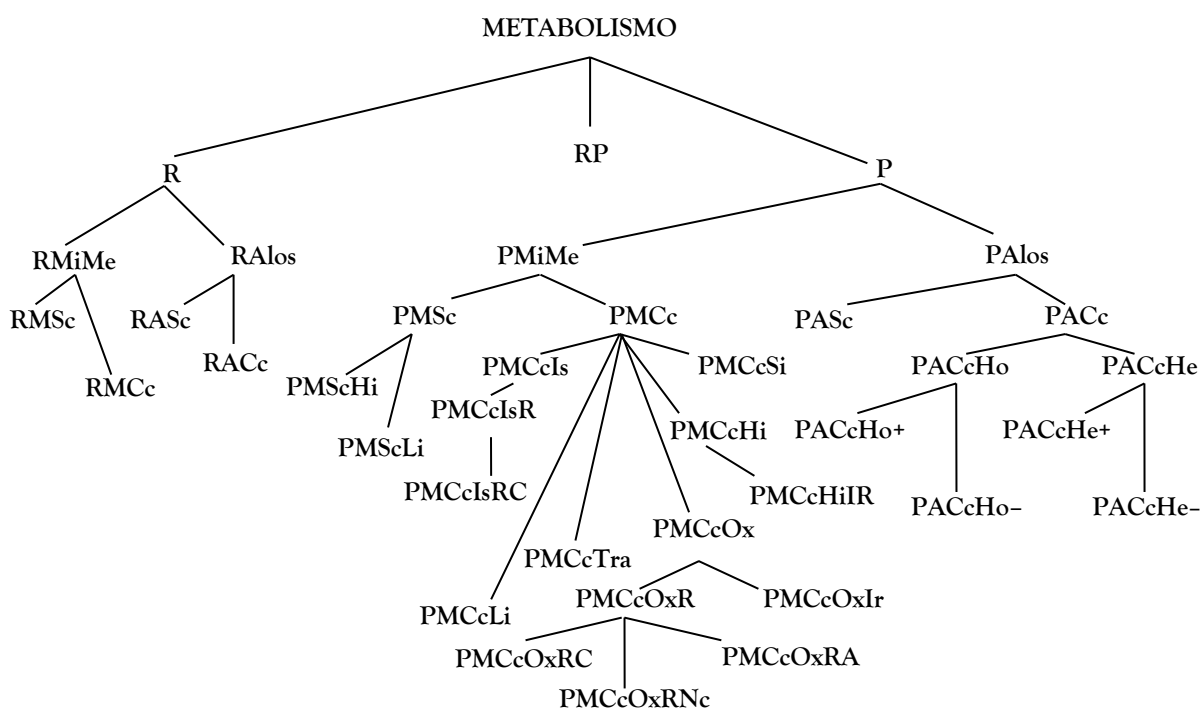 METABOLISMO
R
RP
P
RMiMe
RAlos
PMiMe
PAlos
RMSc
RASc
PMSc
PMCc
PASc
PACc
RMCc
RACc
PMScHi
PMCcIs
PMCcSi
PACcHo
PACcHe
PMCcIsR
PMScLi
PMCcHi
PACcHo+
PACcHe+
PMCcIsRC
PMCcHiIR
PACcHo–
PACcHe–
PMCcOx
PMCcTra
PMCcLi
PMCcOxR
PMCcOxIr
PMCcOxRC
PMCcOxRA
PMCcOxRNc